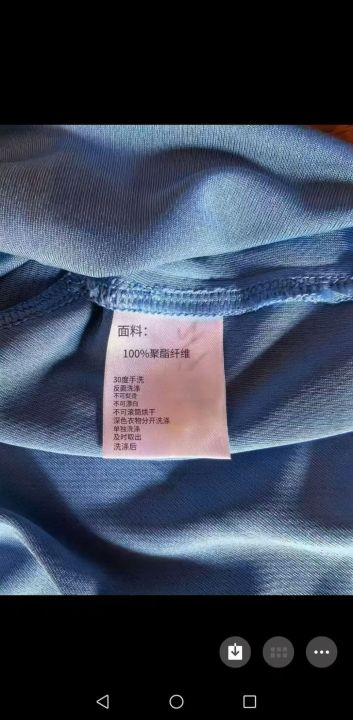 面料：
100%聚酯纤维
30度手洗
反面洗涤
不可熨烫
不可漂白
不可滚筒烘干
深色衣物分开洗涤
单独洗涤
及时取出
洗涤后